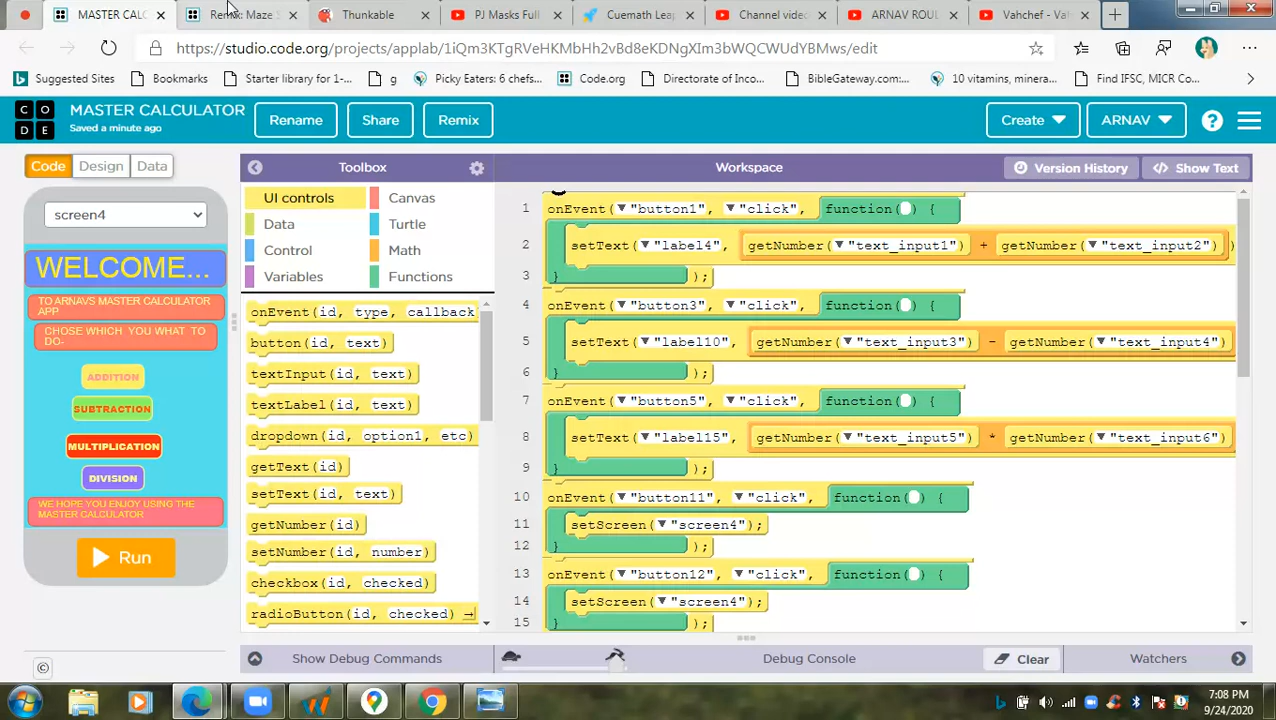 MASTER CALC
Remix: Maze S
Thunkable
PJ Masks Full
Cuemath Leap
Channel video
ARNAV ROUL
Vahchef - Vah
https://studio.code.org/projects/applab/1iQm3KTgRVeHKMbHh2vBd8eKDNgXIm3bWQCWUdYBMws/edit
Suggested Sites
Bookmarks
Starter library for 1-...
g
Picky Eaters: 6 chefs...
Code.org
Directorate of Inco...
BibleGateway.com:...
10 vitamins, minera...
Find IFSC, MICR Co...
C O
D E
MASTER CALCULATOR
Saved a minute ago
Rename
Share
Remix
Create
ARNAV
?
Code
Design
Data
Toolbox
Workspace
Version History
</> Show Text
screen4
WELCOME...
TO ARNAVS MASTER CALCULATOR
APP
CHOSE WHICH YOU WHAT TO
DO-
ADDITION
SUBTRACTION
MULTIPLICATION
DIVISION
WE HOPE YOU ENJOY USING THE
MASTER CALCULATOR
Run
UI controls
Canvas
Data
Turtle
Control
Math
Variables
Functions
onEvent(id, type, callback
button(id, text)
textInput(id, text)
textLabel(id, text)
dropdown(id, option1, etc)
getText(id)
setText(id, text)
getNumber(id)
setNumber(id, number)
checkbox(id, checked)
radioButton(id, checked)
1 onEvent( "button1", "click", function( ) {
2 setText( "label4", getNumber( "text_input1") + getNumber( "text_input2") )
3 } );
4 onEvent( "button3", "click", function( ) {
5 setText( "label10", getNumber( "text_input3") - getNumber( "text_input4")
6 } );
7 onEvent( "button5", "click", function( ) {
8 setText( "label15", getNumber( "text_input5") * getNumber( "text_input6")
9 } );
10 onEvent( "button11", "click", function( ) {
11 setScreen( "screen4");
12 } );
13 onEvent( "button12", "click", function( ) {
14 setScreen( "screen4");
15 } );
Show Debug Commands
Debug Console
Clear
Watchers
©
7:08 PM
9/24/2020